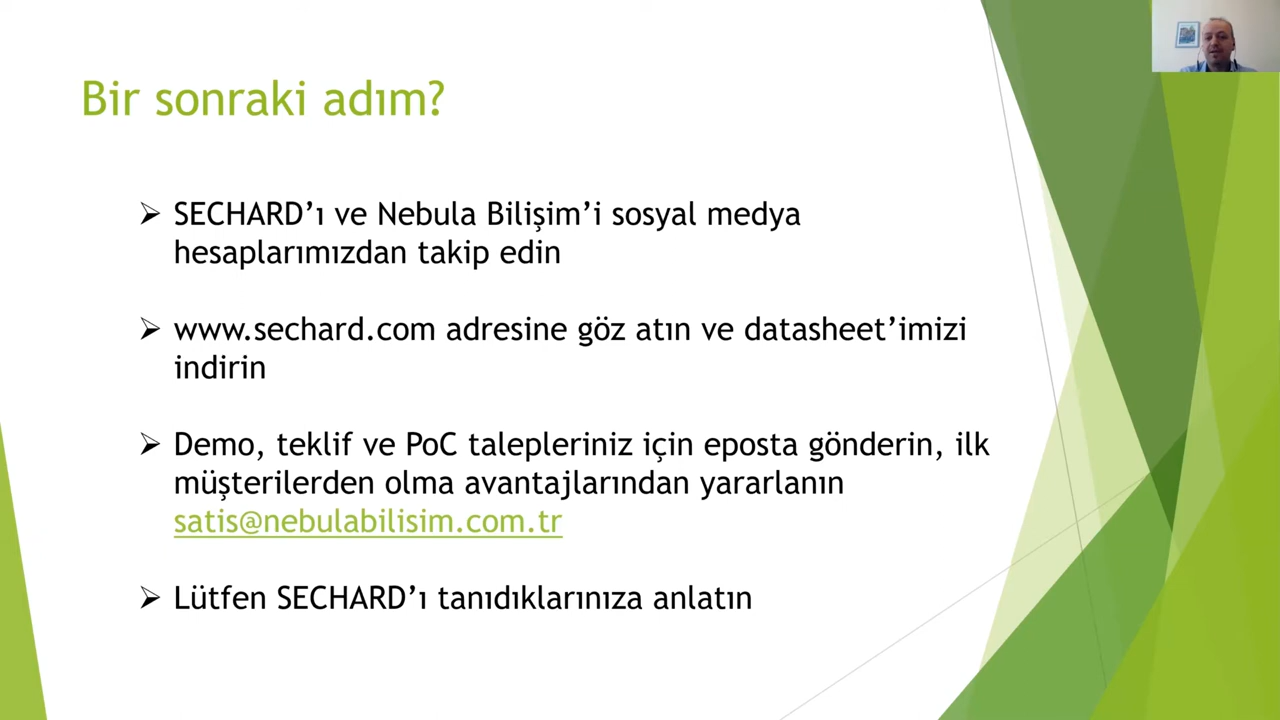 Bir sonraki adım?
SECHARD’ı ve Nebula Bilişim’i sosyal medya
hesaplarımızdan takip edin
www.sechard.com adresine göz atın ve datasheet’imizi
indirin
Demo, teklif ve PoC talepleriniz için eposta gönderin, ilk
müşterilerden olma avantajlarından yararlanın
satis@nebulabilisim.com.tr
Lütfen SECHARD’ı tanıdıklarınıza anlatın